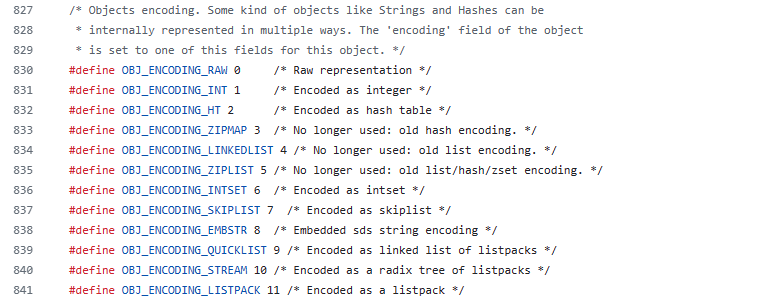 827 /* Objects encoding. Some kind of objects like Strings and Hashes can be
828  * internally represented in multiple ways. The 'encoding' field of the object
829  * is set to one of this fields for this object. */
830 #define OBJ_ENCODING_RAW 0     /* Raw representation */
831 #define OBJ_ENCODING_INT 1     /* Encoded as integer */
832 #define OBJ_ENCODING_HT 2      /* Encoded as hash table */
833 #define OBJ_ENCODING_ZIPMAP 3  /* No longer used: old hash encoding. */
834 #define OBJ_ENCODING_LINKEDLIST 4 /* No longer used: old list encoding. */
835 #define OBJ_ENCODING_ZIPLIST 5 /* No longer used: old list/hash/zset encoding. */
836 #define OBJ_ENCODING_INTSET 6  /* Encoded as intset */
837 #define OBJ_ENCODING_SKIPLIST 7  /* Encoded as skiplist */
838 #define OBJ_ENCODING_EMBSTR 8  /* Embedded sds string encoding */
839 #define OBJ_ENCODING_QUICKLIST 9 /* Encoded as linked list of listpacks */
840 #define OBJ_ENCODING_STREAM 10 /* Encoded as a radix tree of listpacks */
841 #define OBJ_ENCODING_LISTPACK 11 /* Encoded as a listpack */